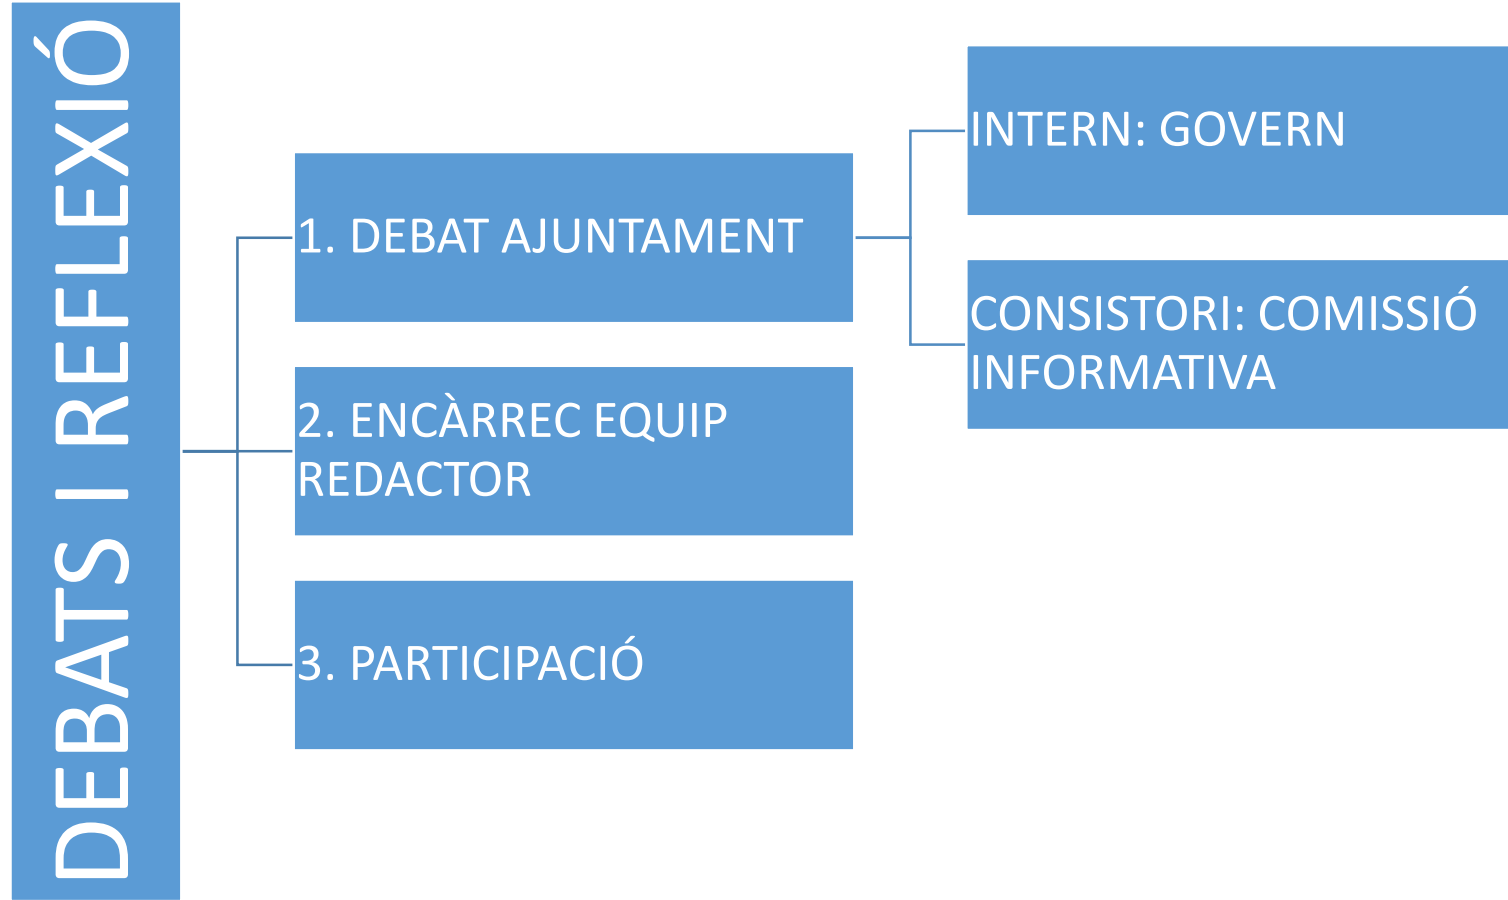 DEBATS I REFLEXIÓ
1. DEBAT AJUNTAMENT
INTERN: GOVERN
CONSISTORI: COMISSIÓ
INFORMATIVA
2. ENCÀRREC EQUIP
REDACTOR
3. PARTICIPACIÓ